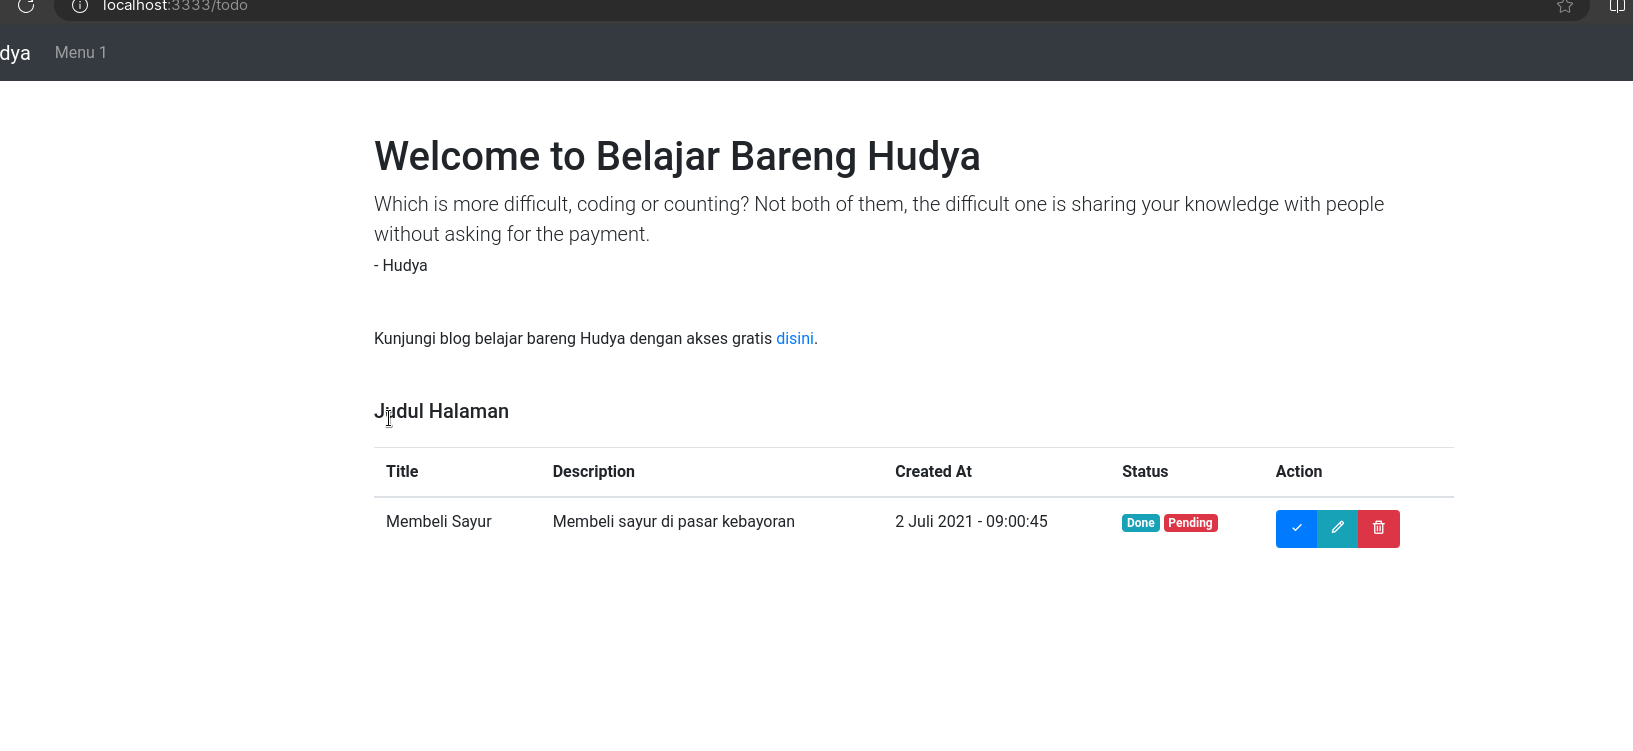 localhost:3333/todo
dya Menu 1
Welcome to Belajar Bareng Hudya
Which is more difficult, coding or counting? Not both of them, the difficult one is sharing your knowledge with people
without asking for the payment.
- Hudya
Kunjungi blog belajar bareng Hudya dengan akses gratis disini.
Judul Halaman
Title Description Created At Status Action
Membeli Sayur Membeli sayur di pasar kebayoran 2 Juli 2021 - 09:00:45 Done Pending